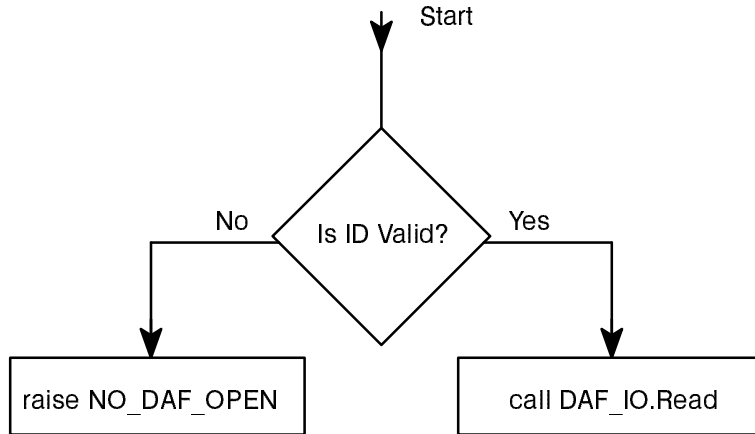 Start
Is ID Valid?
No
Yes
raise NO_DAF_OPEN
call DAF_IO.Read